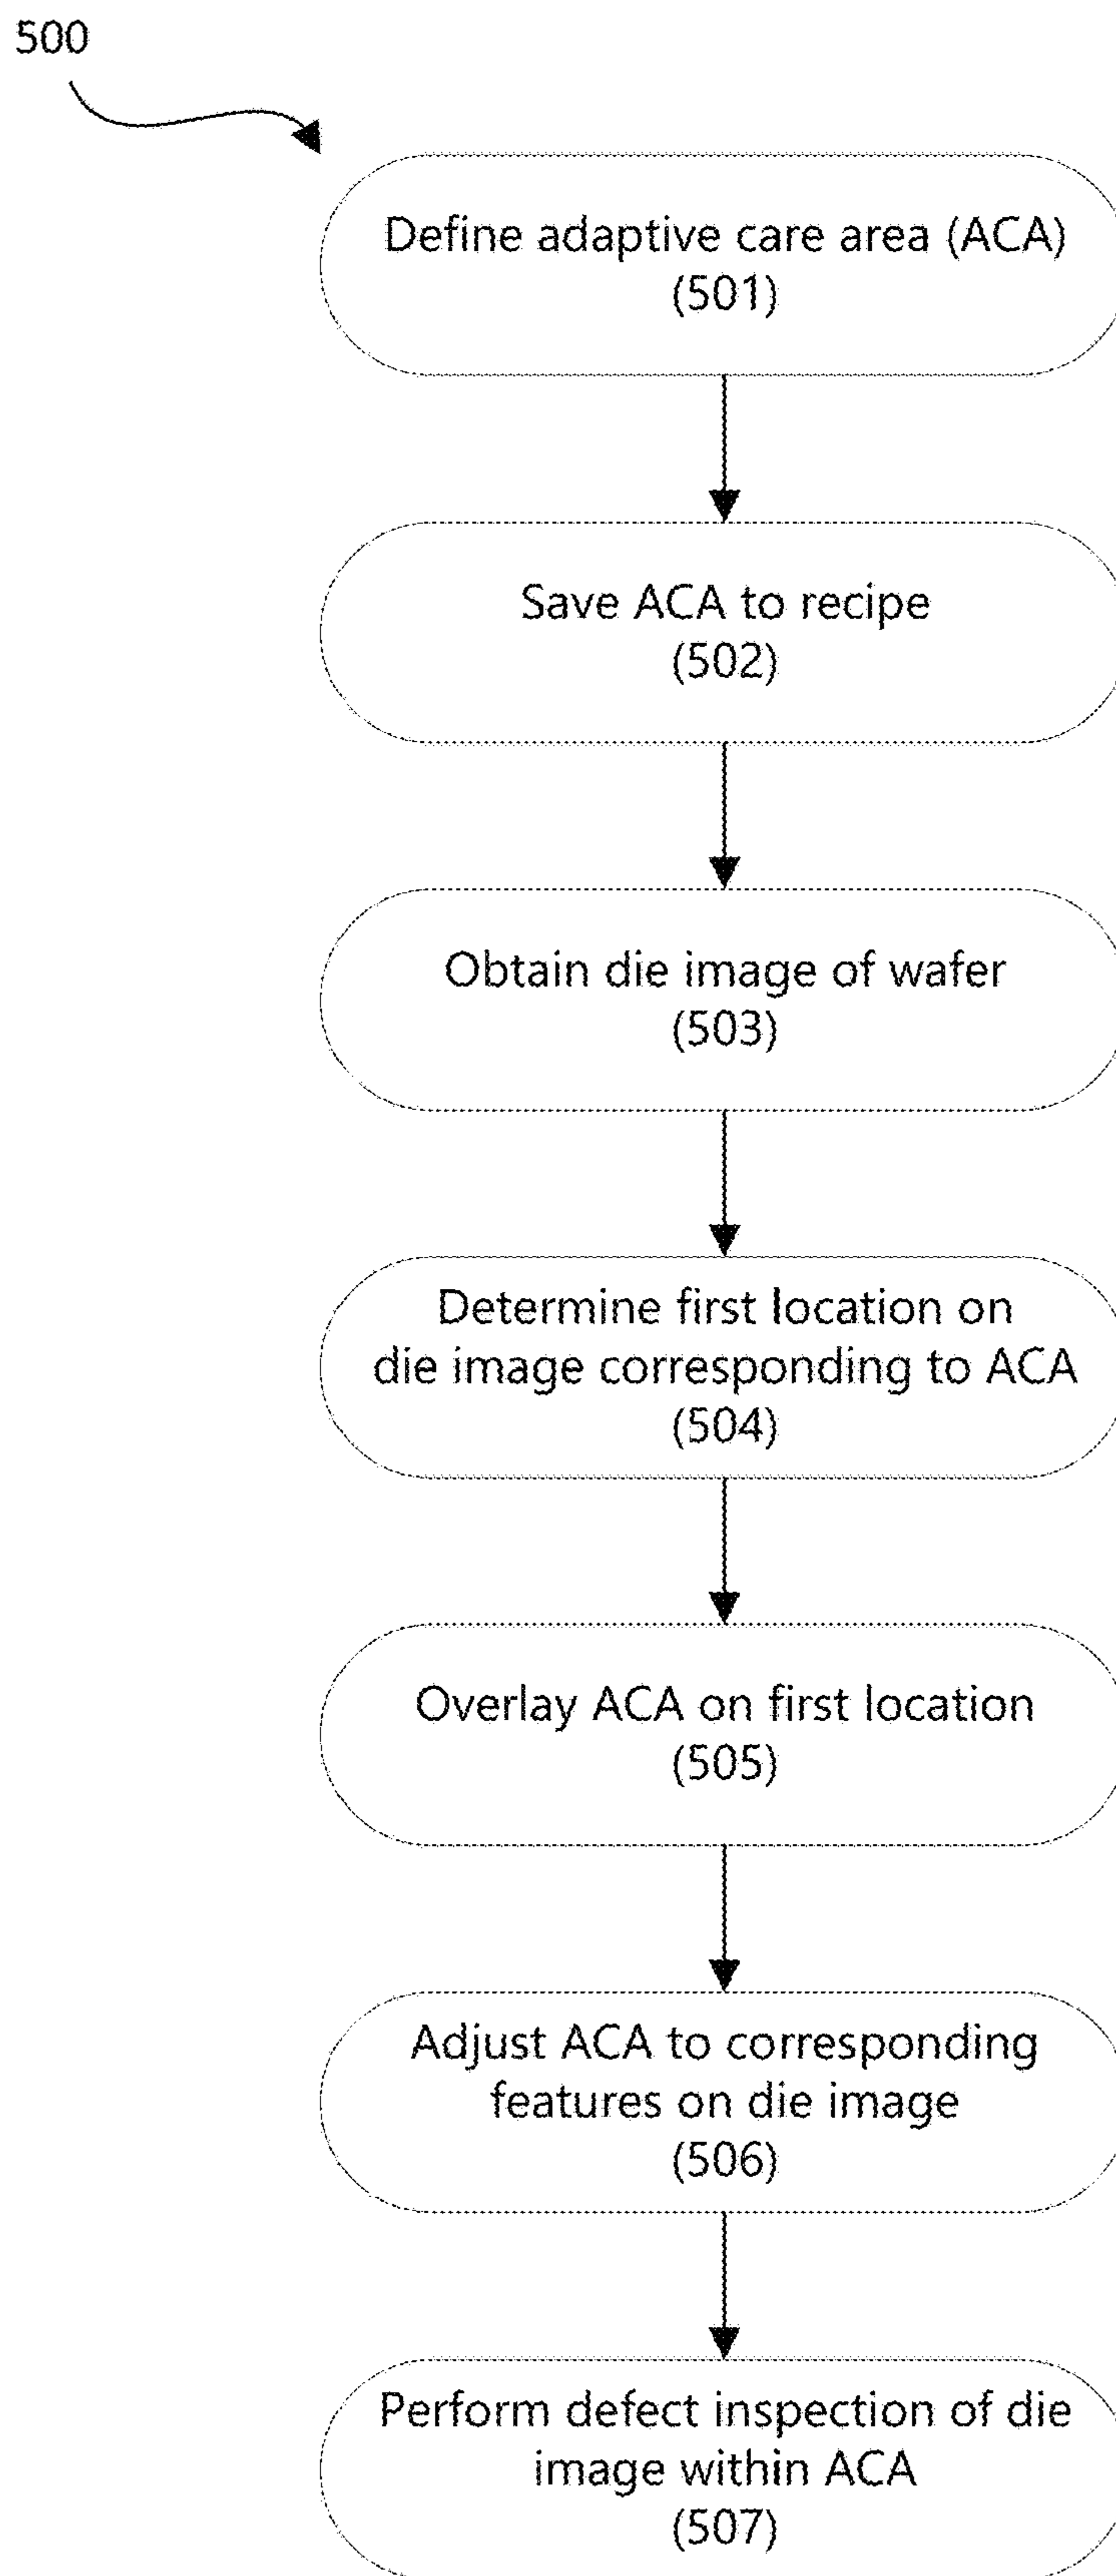 500
Define adaptive care area (ACA)
(501)
Save ACA to recipe
(502)
Obtain die image of wafer
(503)
Determine first location on
die image corresponding to ACA
(504)
Overlay ACA on first location
(505)
Adjust ACA to corresponding
features on die image
(506)
Perform defect inspection of die
image within ACA
(507)